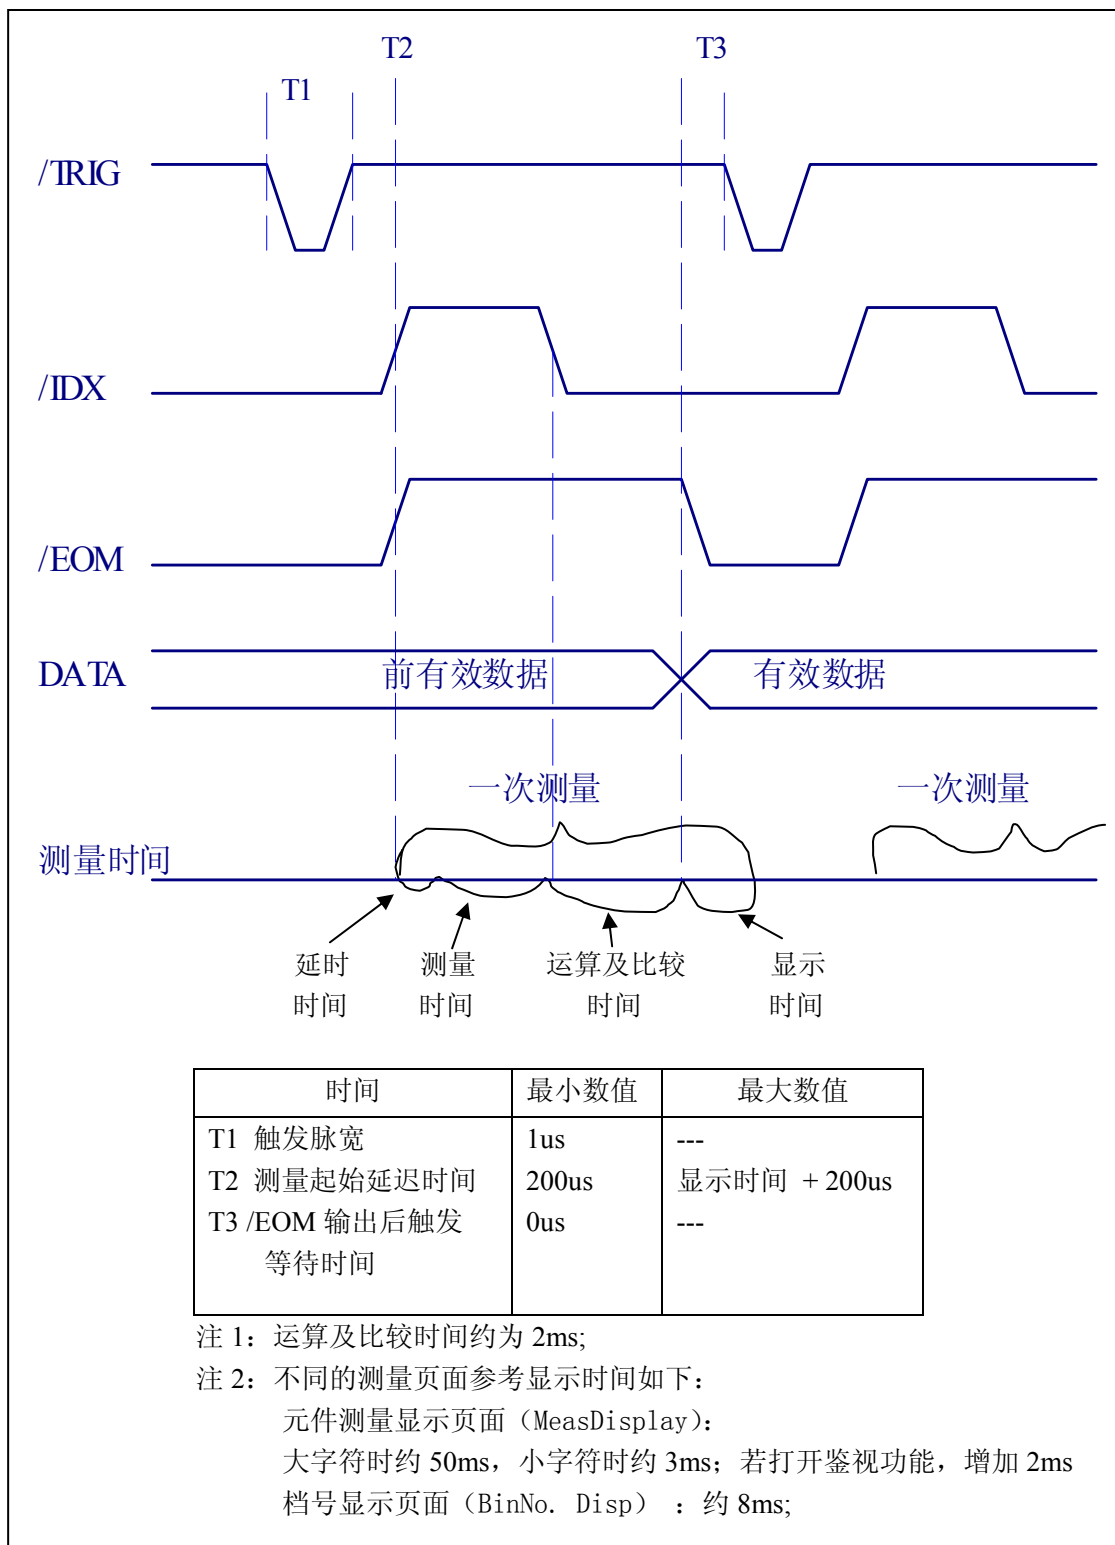 T2 T3
T1
/TRIG
/IDX
/EOM
DATA 前有效数据 有效数据
一次测量 一次测量
测量时间
延时 测量 运算及比较 显示
时间 时间 时间 时间
时间 最小数值 最大数值
T1 触发脉宽 1us ---
T2 测量起始延迟时间 200us 显示时间 + 200us
T3 /EOM 输出后触发 0us ---
等待时间
注 1：运算及比较时间约为 2ms;
注 2：不同的测量页面参考显示时间如下：
元件测量显示页面（MeasDisplay）：
大字符时约 50ms，小字符时约 3ms；若打开鉴视功能，增加 2ms
档号显示页面（BinNo. Disp） ：约 8ms;